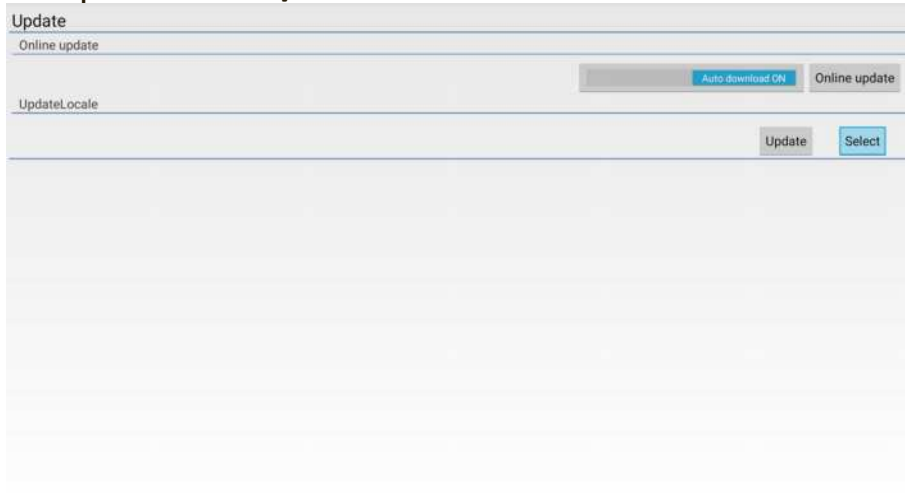 Update
Online update
Auto download ON
Online update
UpdateLocale
Update
Select